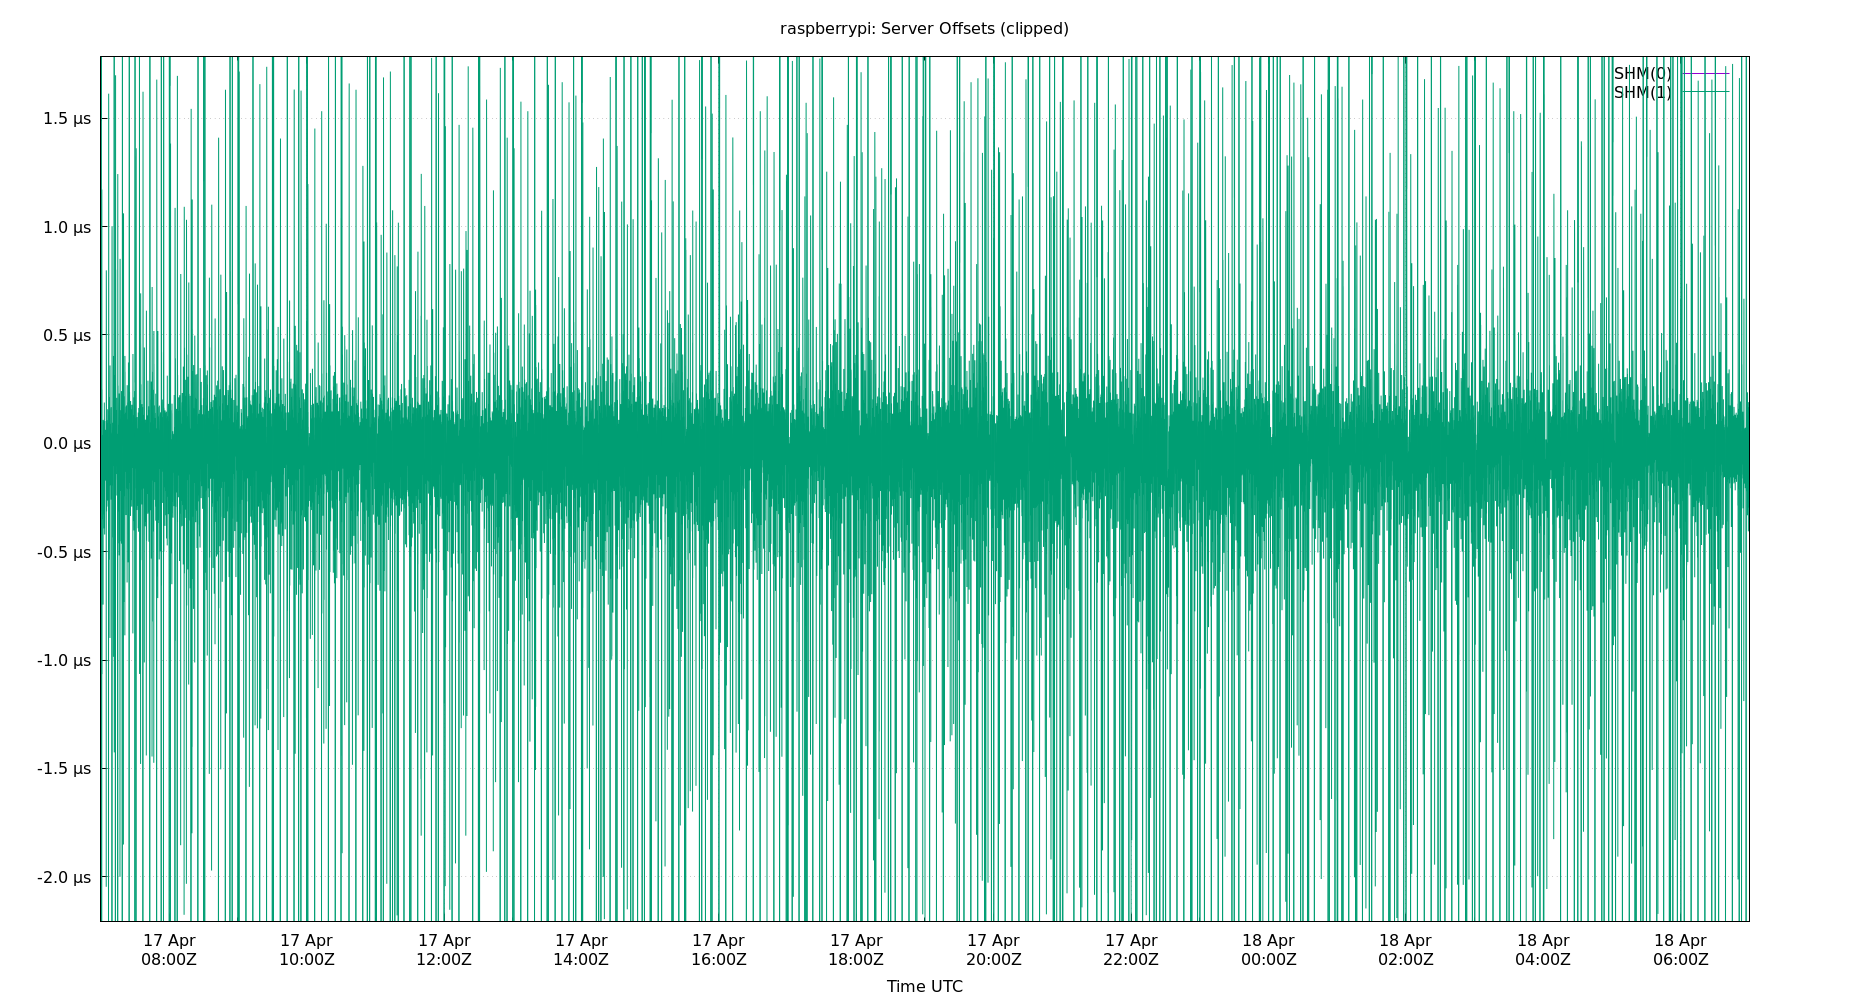 raspberrypi: Server Offsets (clipped)
SHM(0)
SHM(1)
1.5 µs
1.0 µs
0.5 µs
0.0 µs
-0.5 µs
-1.0 µs
-1.5 µs
-2.0 µs
17 Apr 17 Apr 17 Apr 17 Apr 17 Apr 17 Apr 17 Apr 17 Apr 18 Apr 18 Apr 18 Apr 18 Apr
08:00Z 10:00Z 12:00Z 14:00Z 16:00Z 18:00Z 20:00Z 22:00Z 00:00Z 02:00Z 04:00Z 06:00Z
Time UTC